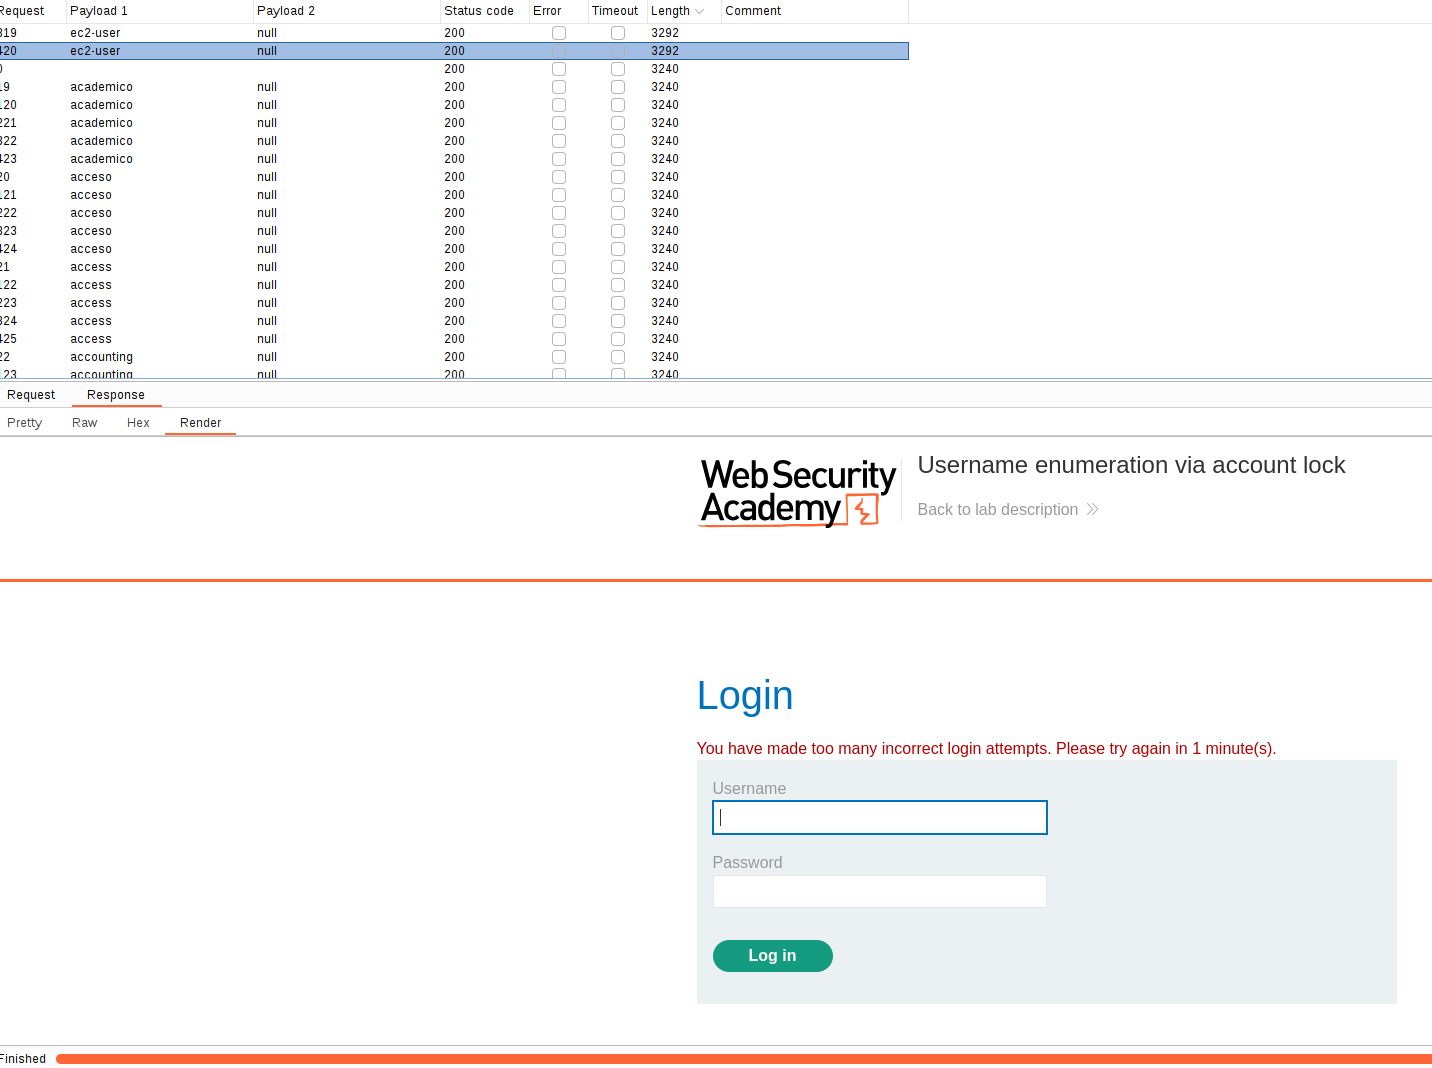 Request Payload 1 Payload 2 Status code Error Timeout Length Comment
319 ec2-user null 200 3292
420 ec2-user null 200 3292
0 200 3240
19 academico null 200 3240
120 academico null 200 3240
221 academico null 200 3240
322 academico null 200 3240
423 academico null 200 3240
20 acceso null 200 3240
121 acceso null 200 3240
222 acceso null 200 3240
323 acceso null 200 3240
424 acceso null 200 3240
21 access null 200 3240
122 access null 200 3240
223 access null 200 3240
324 access null 200 3240
425 access null 200 3240
22 accounting null 200 3240
123 accounting null 200 3240
Request Response
Pretty Raw Hex Render
Web Security
Academy
Username enumeration via account lock
Back to lab description
Login
You have made too many incorrect login attempts. Please try again in 1 minute(s).
Username
Password
Log in
Finished